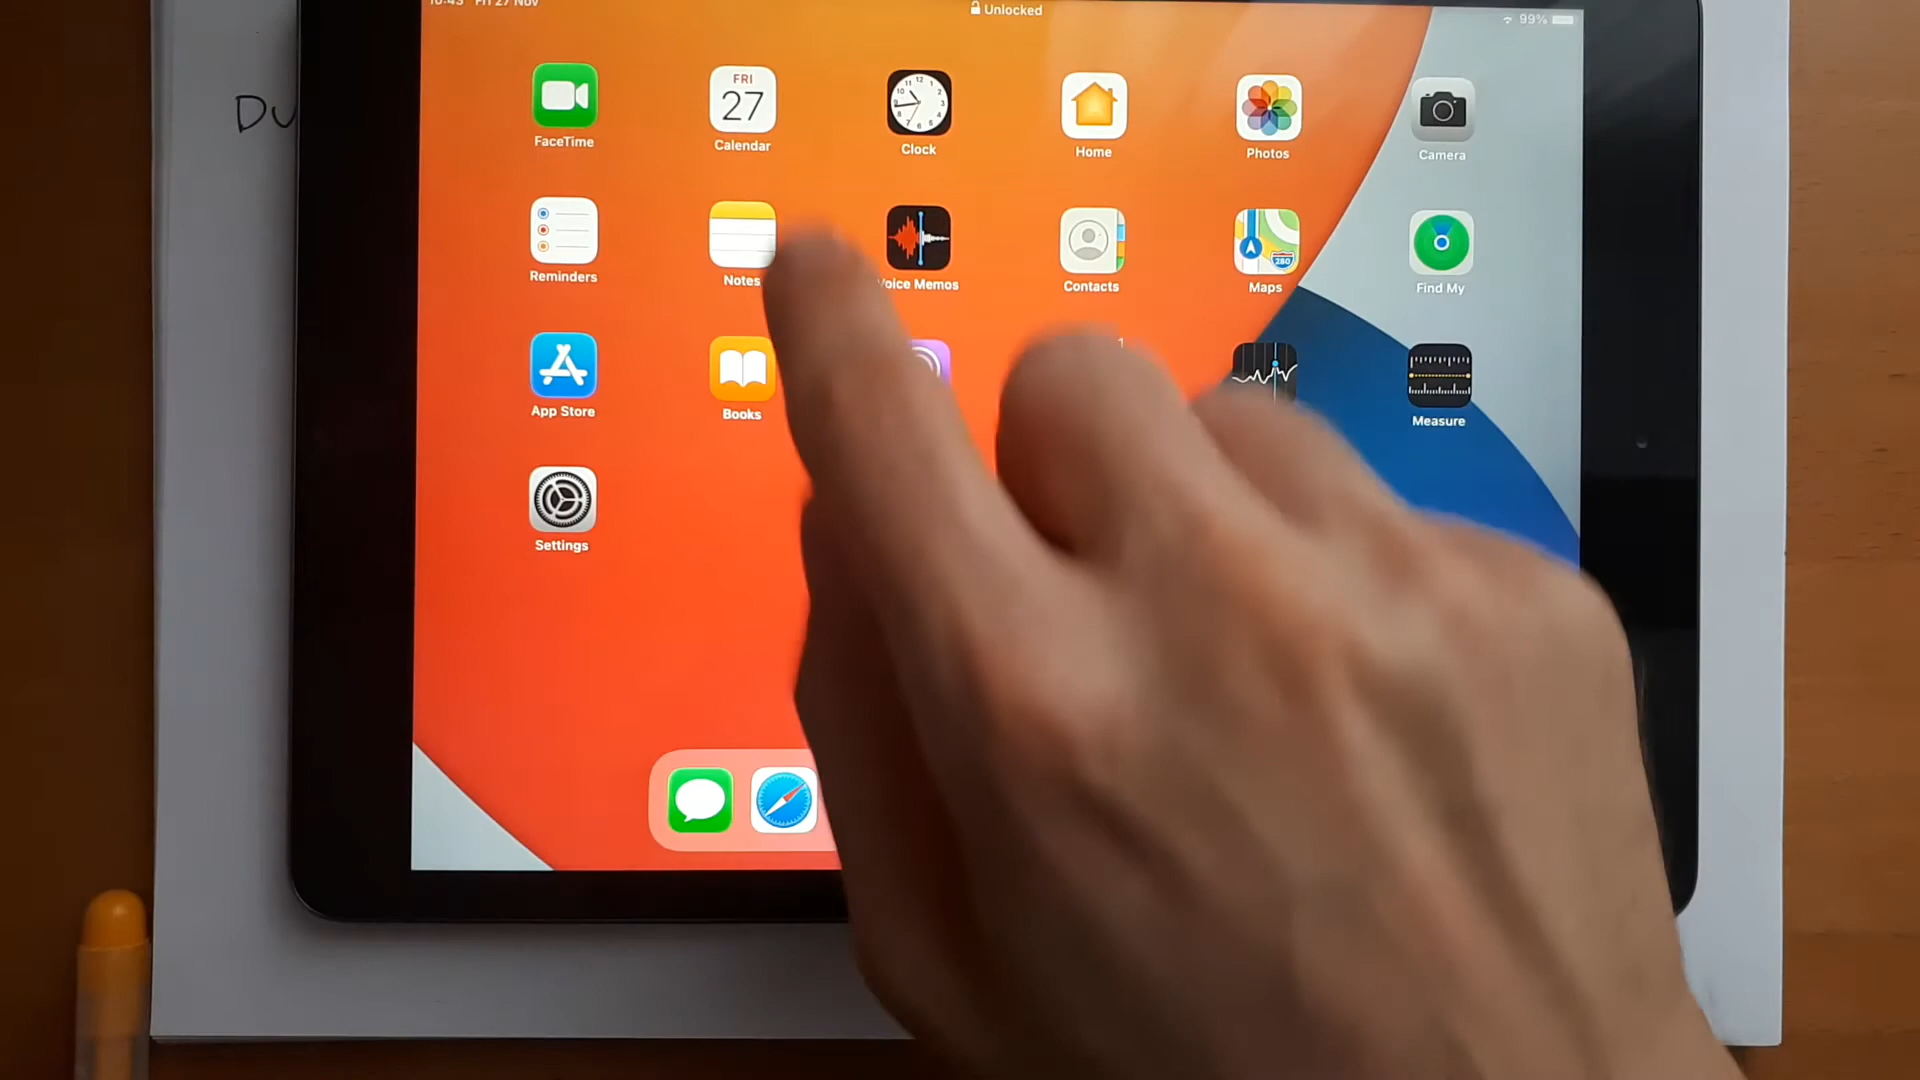 Unlocked
99%
FRI
27
FaceTime
Calendar
Clock
Home
Photos
Camera
280
Reminders
Notes
Voice Memos
Contacts
Maps
Find My
App Store
Books
Measure
Settings
DU